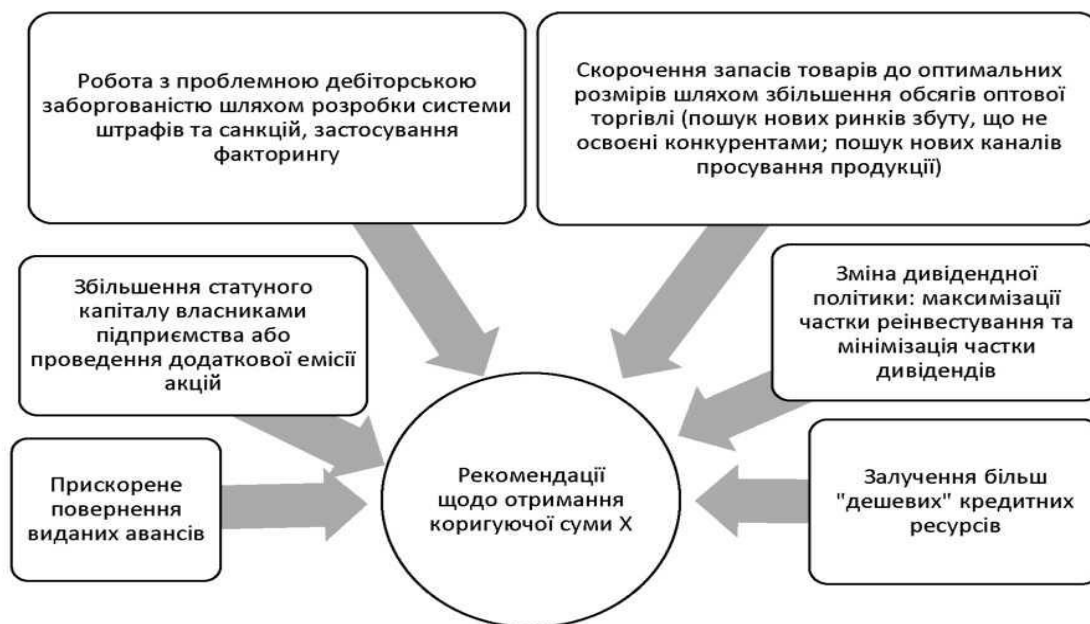 Робота з проблемною дебіторською
заборгованістю шляхом розробки системи
штрафів та санкцій, застосування
факторингу
Скорочення запасів товарів до оптимальних
розмірів шляхом збільшення обсягів оптової
торгівлі (пошук нових ринків збуту, що не
освоєні конкурентами; пошук нових каналів
просування продукції)
Збільшення статуного
капіталу власниками
підприємства або
проведення додаткової емісії
акцій
Зміна дивідендної
політики: максимізації
частки реінвестування та
мінімізація частки
дивідендів
Прискорене
повернення
виданих авансів
Рекомендації
щодо отримання
коригуючої суми Х
Залучення більш
"дешевих" кредитних
ресурсів